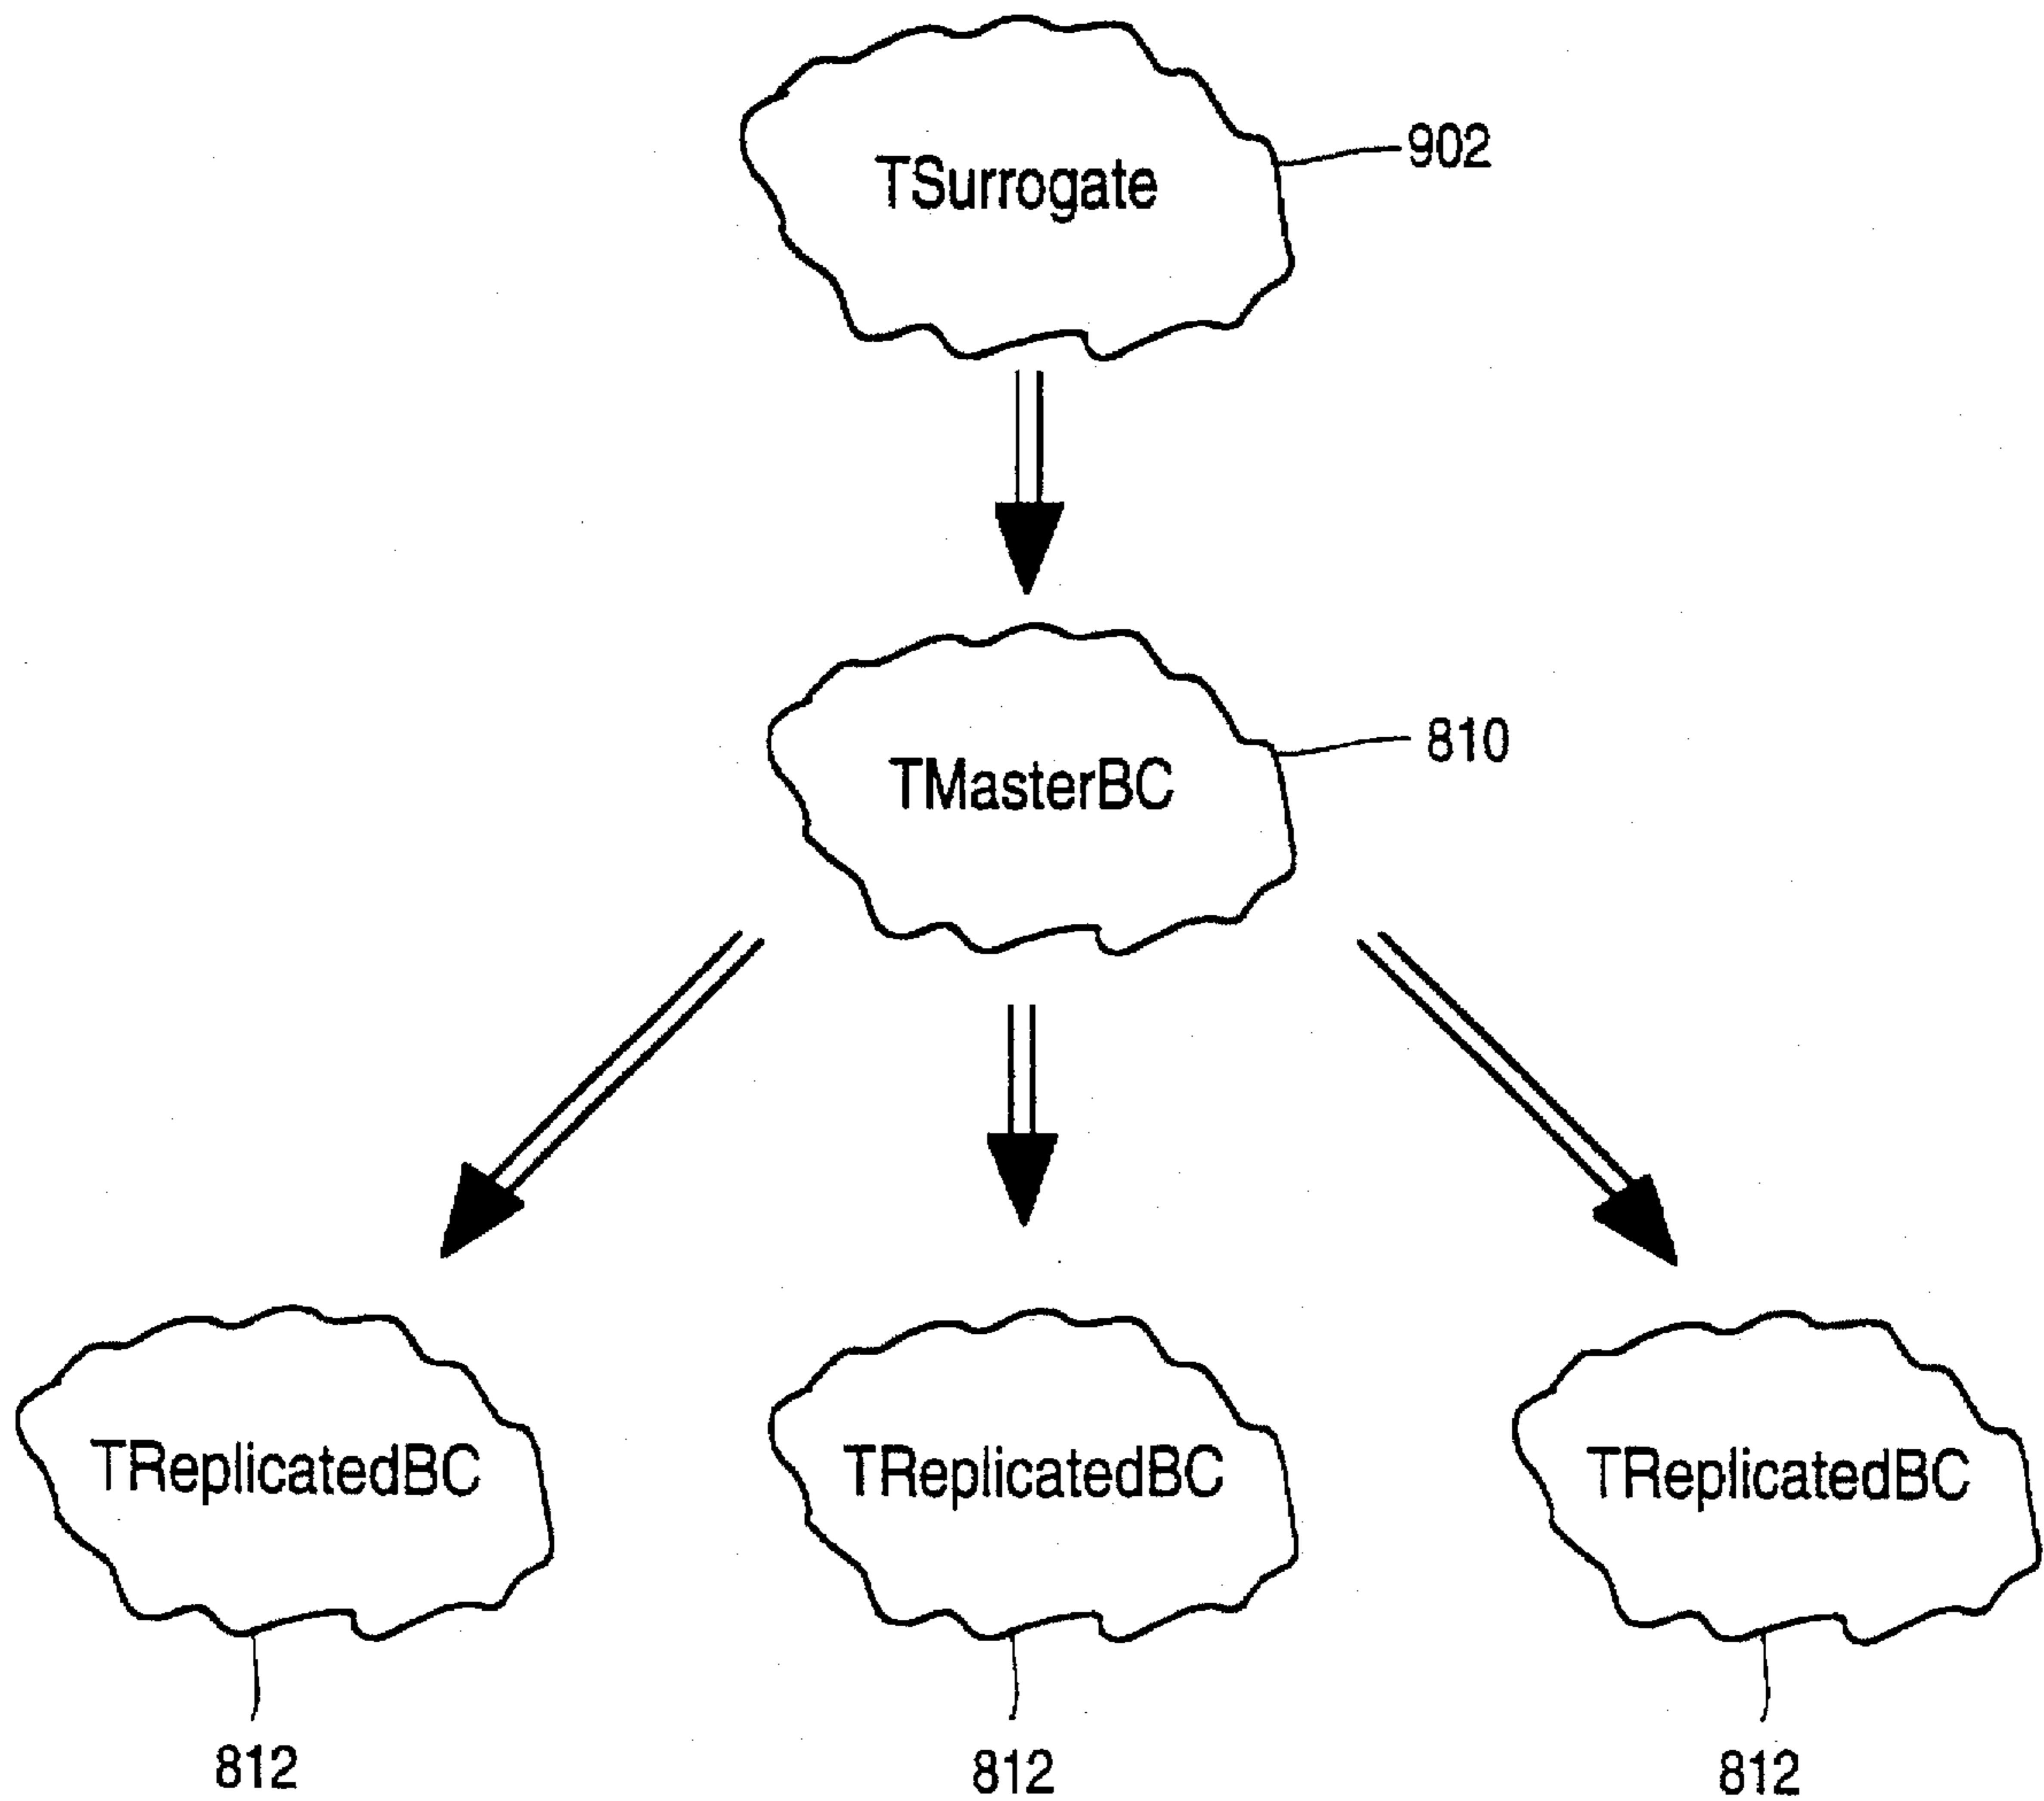 TSurrogate
902
TMasterBC
810
TReplicatedBC
TReplicatedBC
TReplicatedBC
812
812
812